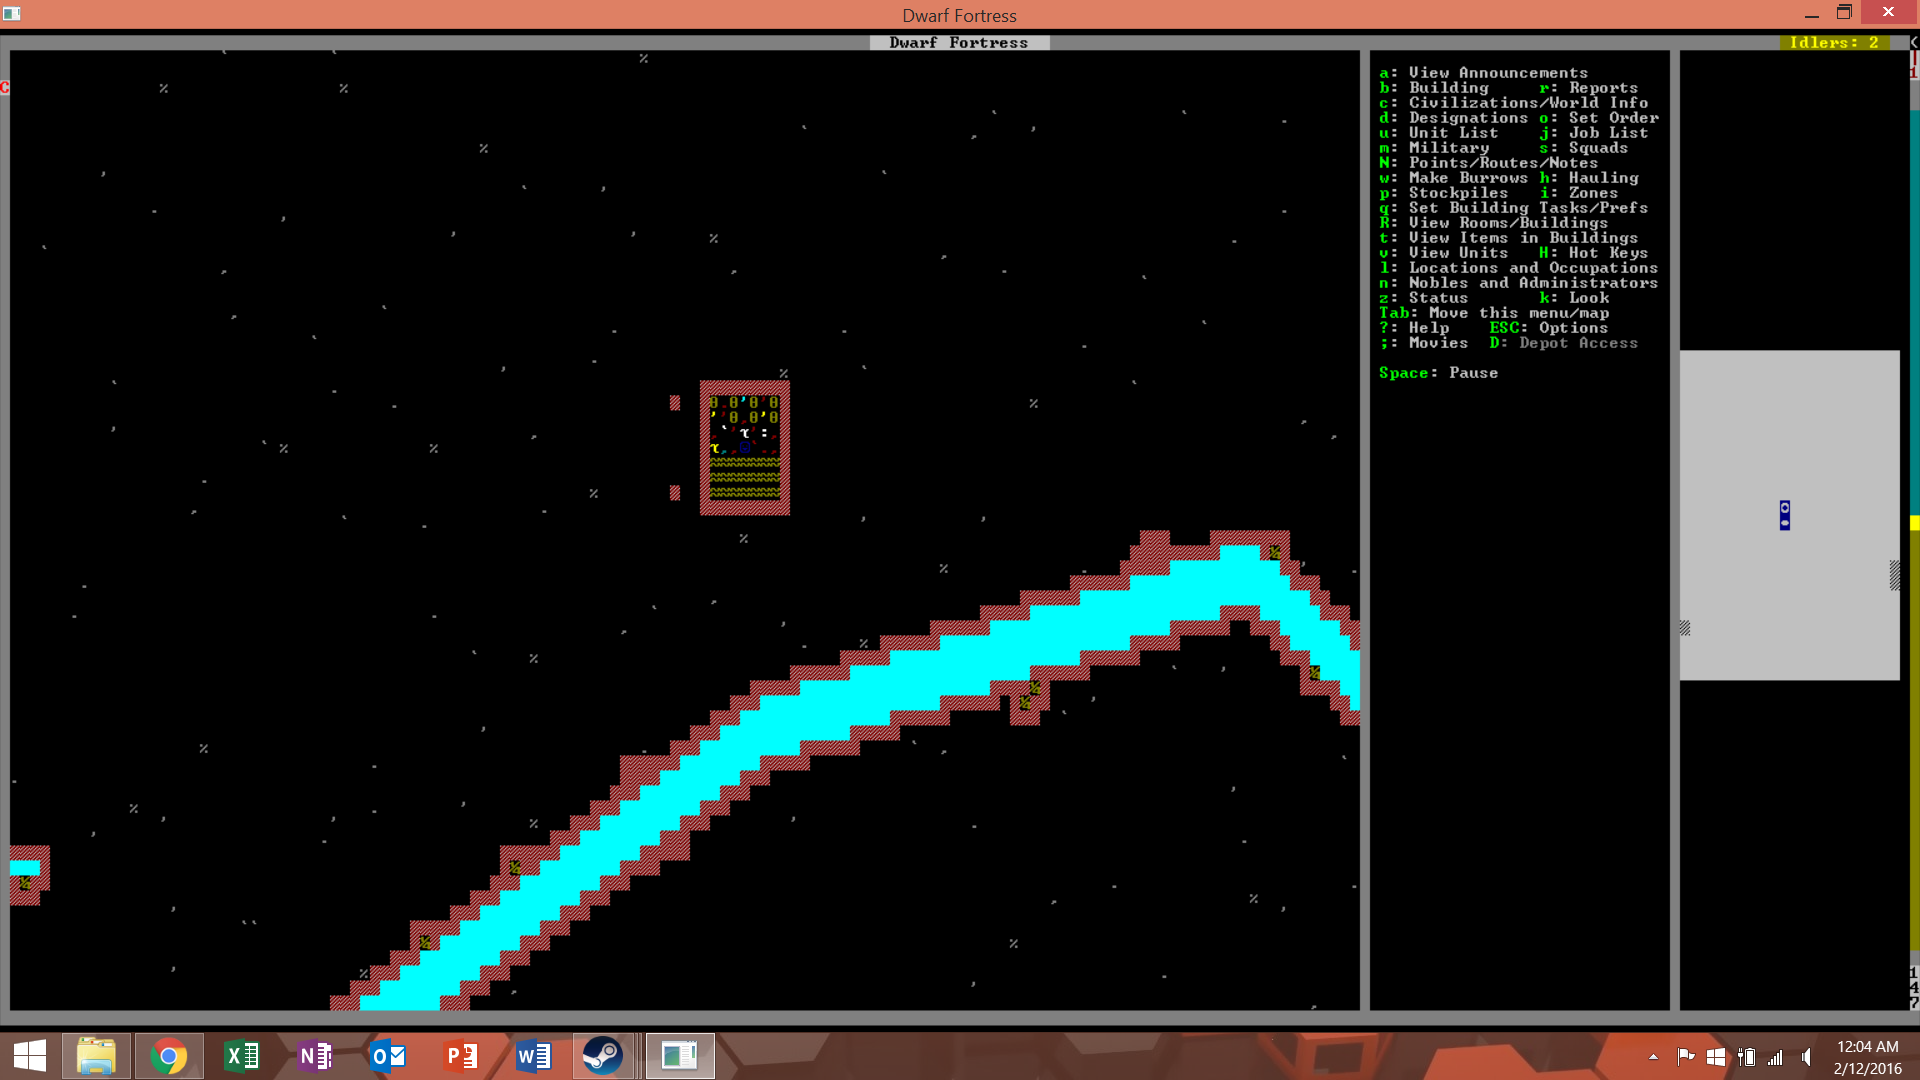 Dwarf Fortress
Dwarf Fortress
Idlers: 2
a: View Announcements
b: Building r: Reports
c: Civilizations/World Info
d: Designations o: Set Order
u: Unit List j: Job List
m: Military s: Squads
N: Points/Routes/Notes
w: Make Burrows h: Hauling
p: Stockpiles i: Zones
q: Set Building Tasks/Prefs
R: View Rooms/Buildings
t: View Items in Buildings
v: View Units H: Hot Keys
l: Locations and Occupations
n: Nobles and Administrators
z: Status k: Look
Tab: Move this menu/map
?: Help ESC: Options
;: Movies D: Depot Access
Space: Pause
12:04 AM
2/12/2016